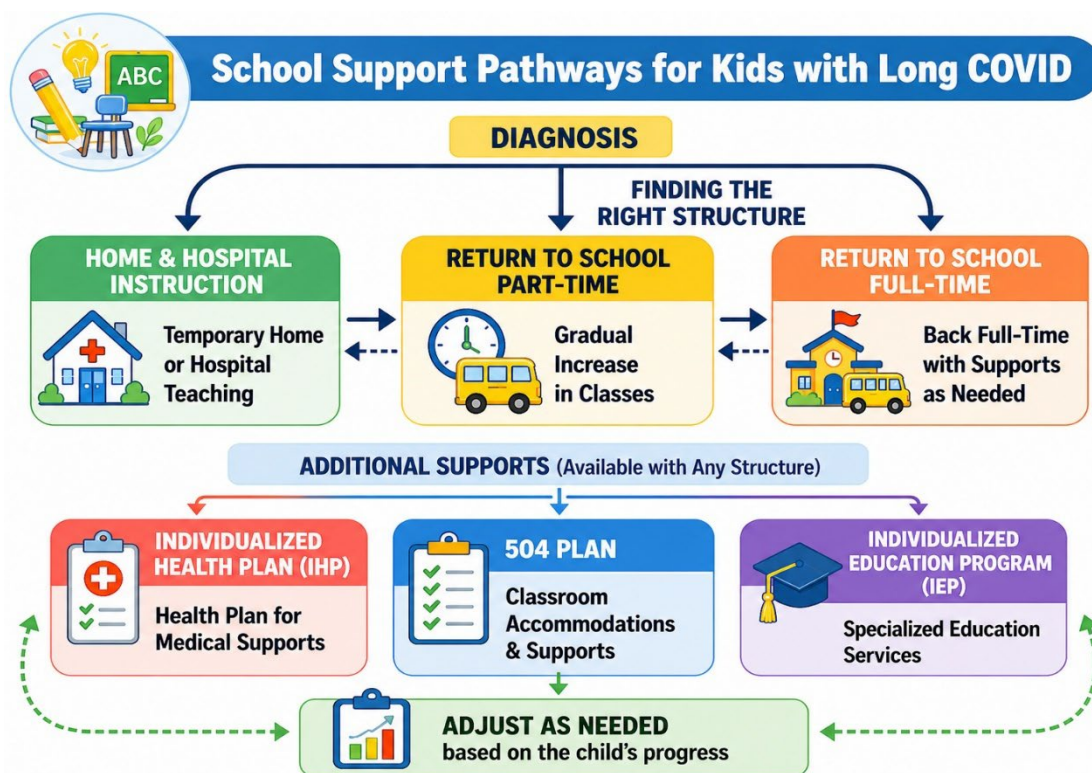 ABC
School Support Pathways for Kids with Long COVID
DIAGNOSIS
FINDING THE
RIGHT STRUCTURE
HOME & HOSPITAL
INSTRUCTION
Temporary Home
or Hospital
Teaching
RETURN TO SCHOOL
PART-TIME
Gradual
Increase
in Classes
RETURN TO SCHOOL
FULL-TIME
Back Full-Time
with Supports
as Needed
ADDITIONAL SUPPORTS (Available with Any Structure)
INDIVIDUALIZED
HEALTH PLAN (IHP)
Health Plan for
Medical Supports
504 PLAN
Classroom
Accommodations
& Supports
INDIVIDUALIZED
EDUCATION PROGRAM
(IEP)
Specialized Education
Services
ADJUST AS NEEDED
based on the child's progress